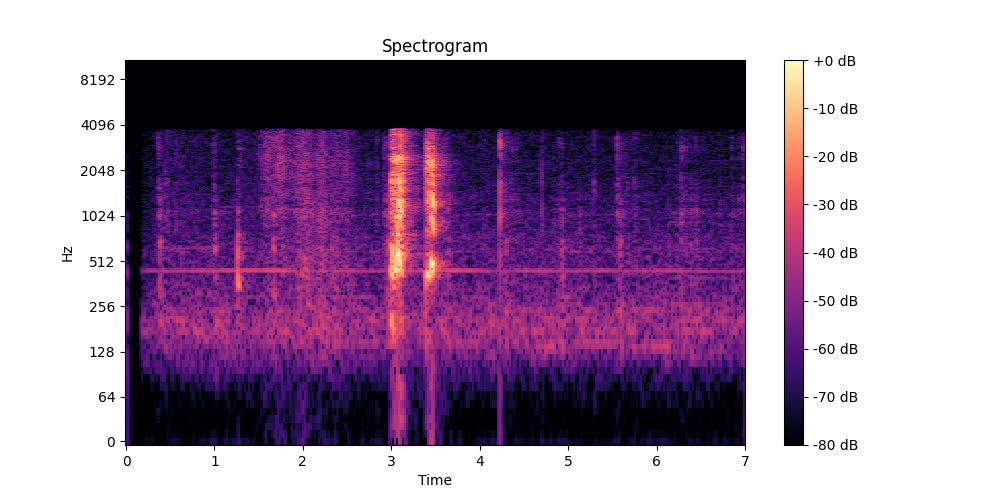 Spectrogram
Hz
8192
4096
2048
1024
512
256
128
64
0
0 1 2 3 4 5 6 7
Time
+0 dB
-10 dB
-20 dB
-30 dB
-40 dB
-50 dB
-60 dB
-70 dB
-80 dB